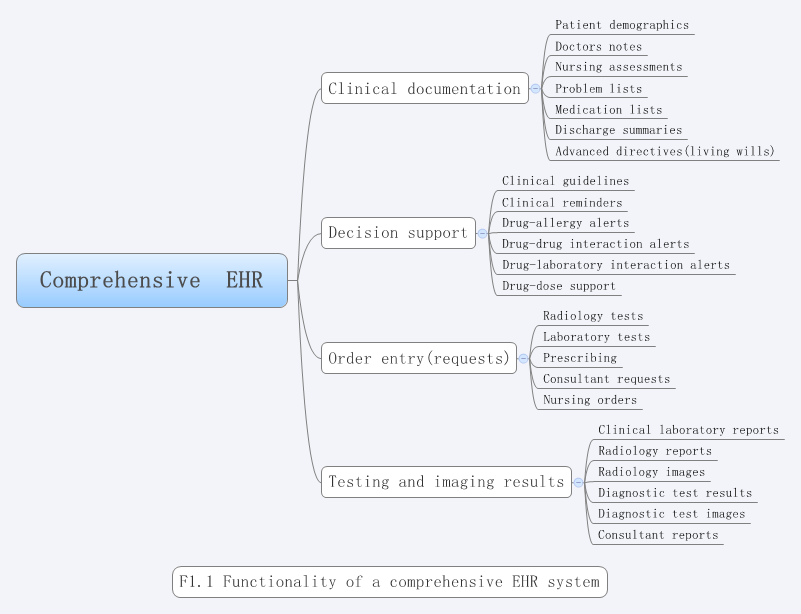 Comprehensive EHR
Clinical documentation
Patient demographics
Doctors notes
Nursing assessments
Problem lists
Medication lists
Discharge summaries
Advanced directives(living wills)
Decision support
Clinical guidelines
Clinical reminders
Drug-allergy alerts
Drug-drug interaction alerts
Drug-laboratory interaction alerts
Drug-dose support
Order entry(requests)
Radiology tests
Laboratory tests
Prescribing
Consultant requests
Nursing orders
Testing and imaging results
Clinical laboratory reports
Radiology reports
Radiology images
Diagnostic test results
Diagnostic test images
Consultant reports
F1.1 Functionality of a comprehensive EHR system